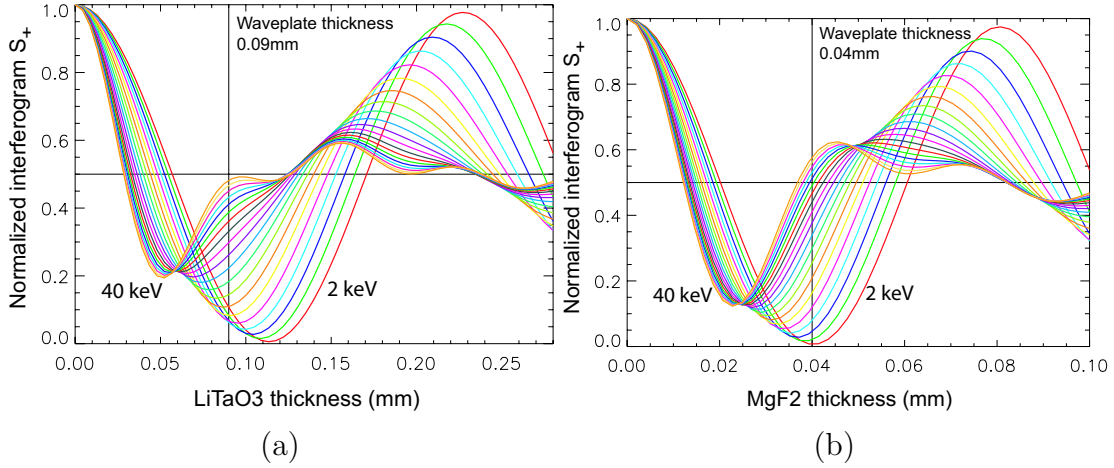 Normalized interferogram S+
1.0
0.8
0.6
0.4
0.2
0.0
Waveplate thickness
0.09mm
40 keV
2 keV
0.00 0.05 0.10 0.15 0.20 0.25
LiTaO3 thickness (mm)
(a)
Normalized interferogram S+
1.0
0.8
0.6
0.4
0.2
0.0
Waveplate thickness
0.04mm
40 keV
2 keV
0.00 0.02 0.04 0.06 0.08 0.10
MgF2 thickness (mm)
(b)